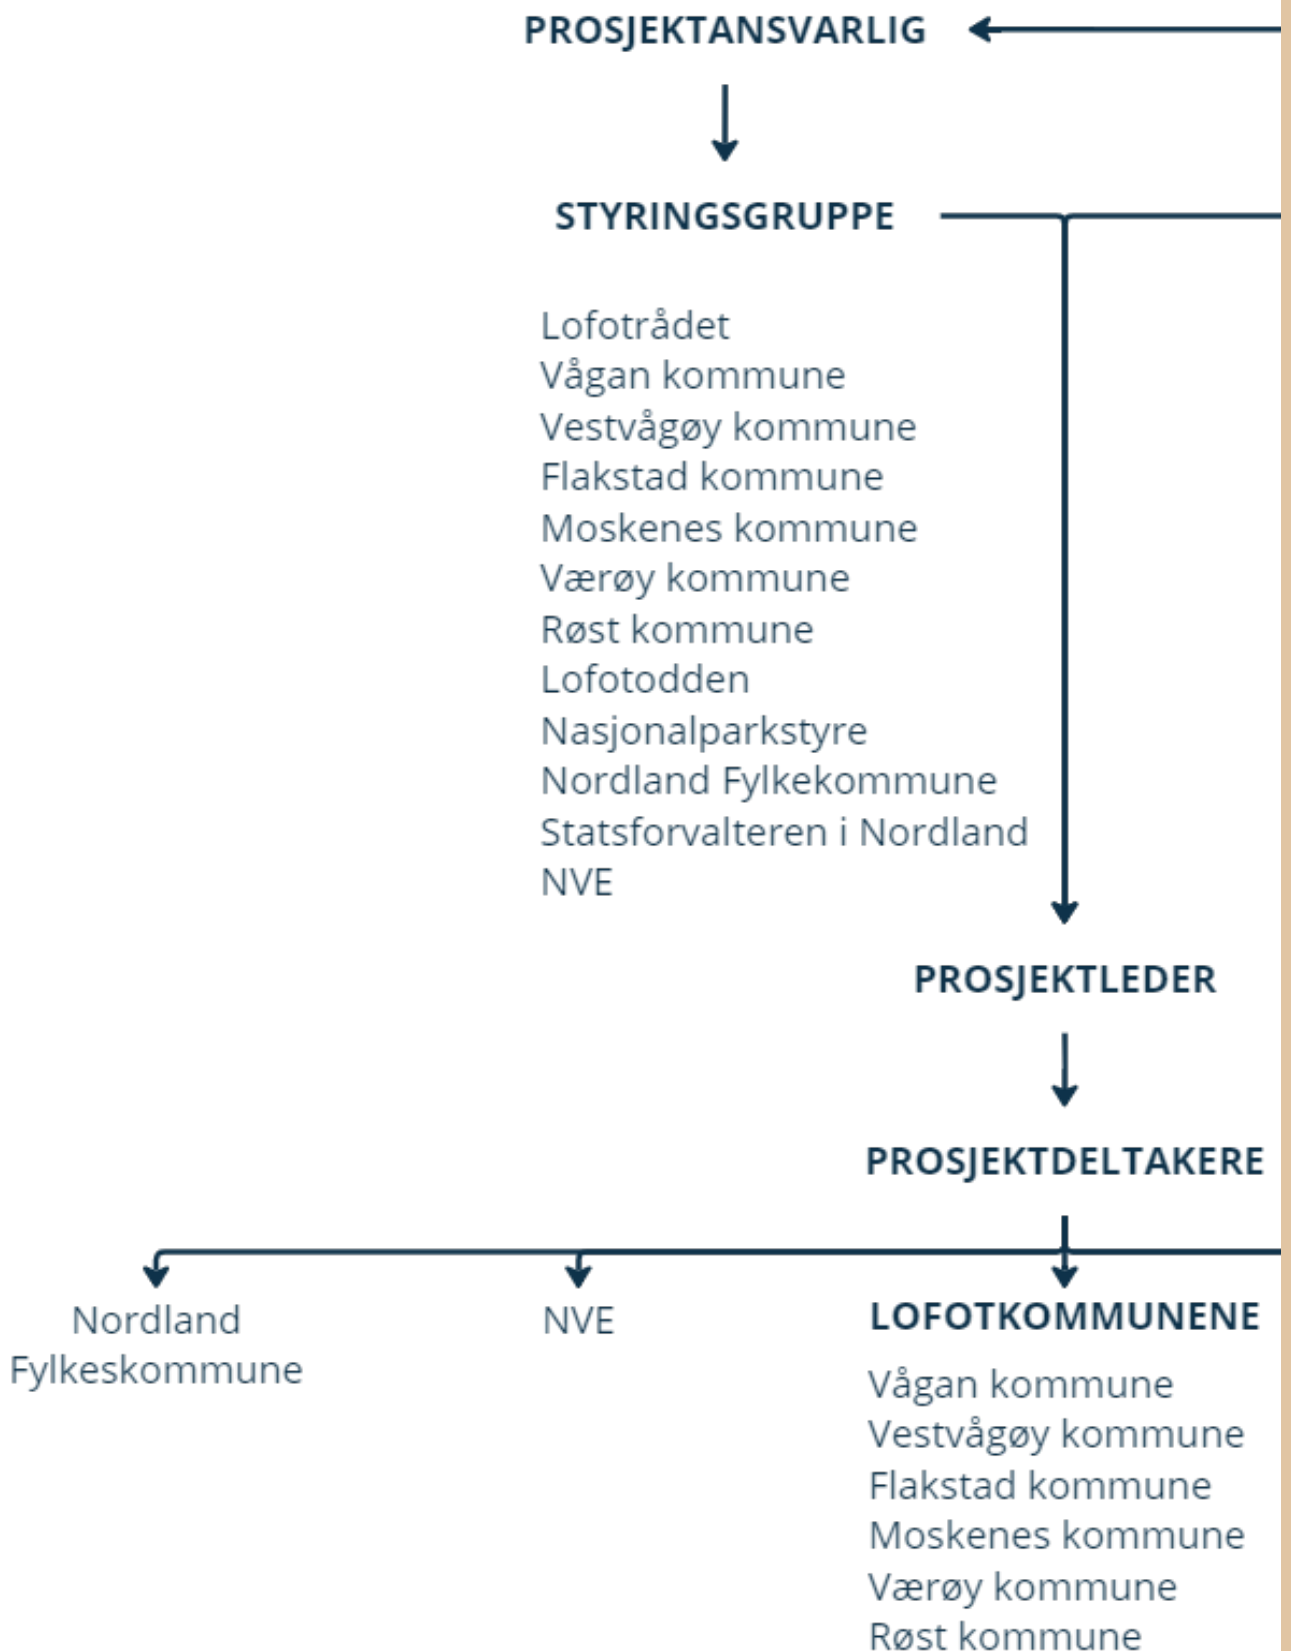 PROSJEKTANSVARLIG
STYRINGSGRUPPE
Lofotrådet
Vågan kommune
Vestvågøy kommune
Flakstad kommune
Moskenes kommune
Værøy kommune
Røst kommune
Lofotodden
Nasjonalparkstyre
Nordland Fylkekommune
Statsforvalteren i Nordland
NVE
PROSJEKTLEDER
PROSJEKTDELTAKERE
Nordland
Fylkeskommune
NVE
LOFOTKOMMUNENE
Vågan kommune
Vestvågøy kommune
Flakstad kommune
Moskenes kommune
Værøy kommune
Røst kommune